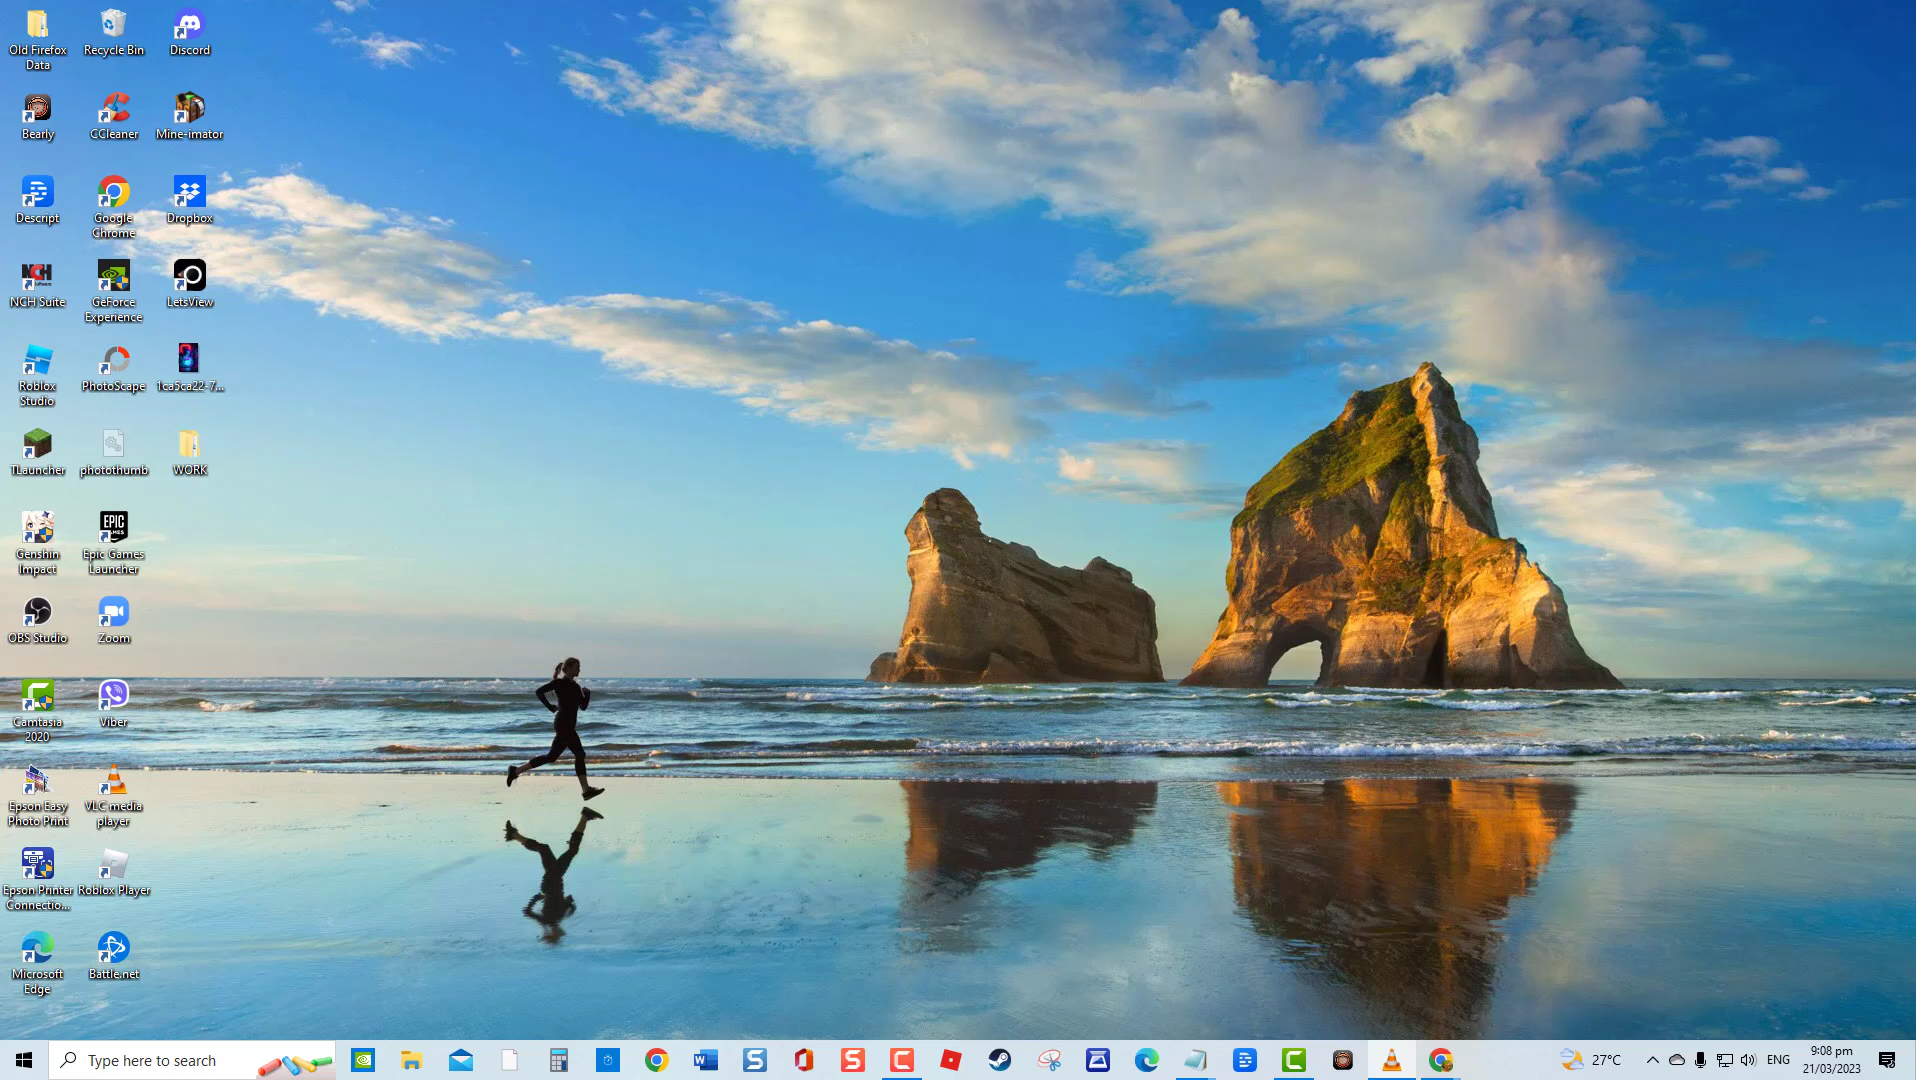 Old Firefox
Data
Recycle Bin
Discord
Bearly
CCleaner
Mine-imator
Descript
Google
Chrome
Dropbox
NCH Suite
GeForce
Experience
LetsView
Roblox
Studio
PhotoScape
1ca5ca22-7...
TLauncher
photothumb
WORK
Genshin
Impact
EPIC
GAMES
Epic Games
Launcher
OBS Studio
Zoom
Camtasia
2020
Viber
Epson Easy
Photo Print
VLC media
player
Epson Printer
Connectio...
Roblox Player
Microsoft
Edge
Battle.net
Type here to search
27°C
ENG
9:08 pm
21/03/2023